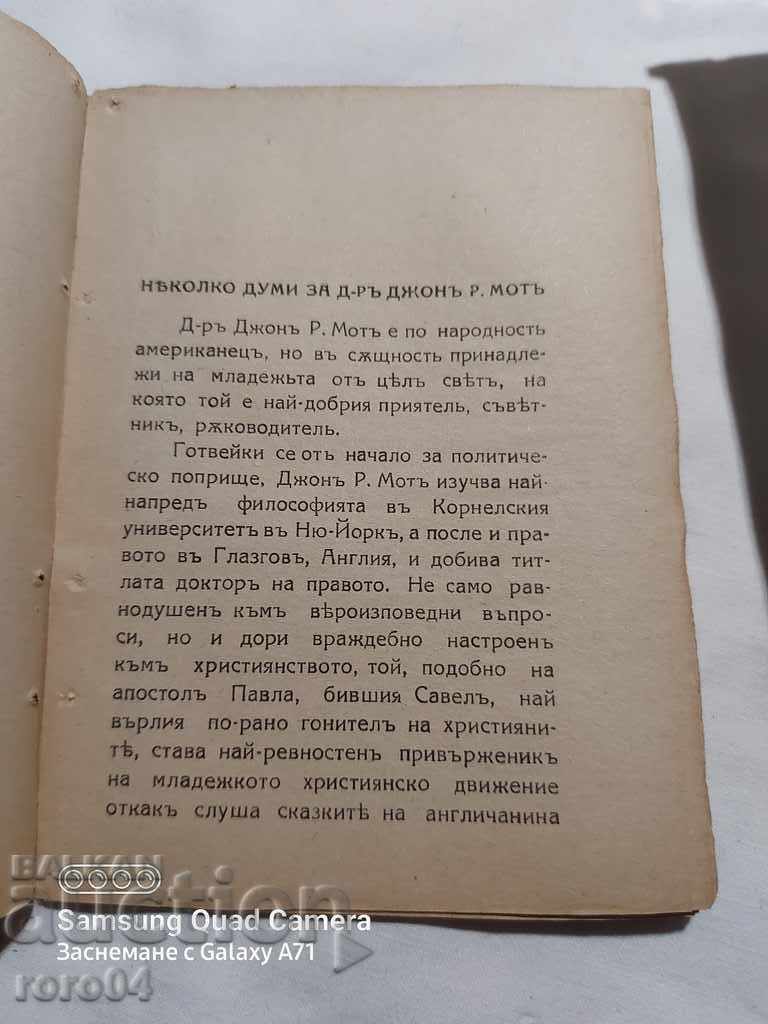 НѢКОЛКО ДУМИ ЗА Д-РЪ ДЖОНЪ Р. МОТЪ
Д-ръ Джонъ Р. Мотъ е по народность
американецъ, но въ сѫщность принадле-
жи на младежьта отъ цѣлъ свѣтъ, на
която той е най-добрия приятель, съвѣт-
никъ, рѫководитель.
Готвейки се отъ начало за политиче-
ско поприще, Джонъ Р. Мотъ изучва най-
напредъ философията въ Корнелския
университетъ въ Ню-Йоркъ, а после и пра-
вото въ Глазговъ, Англия, и добива тит-
лата докторъ на правото. Не само рав-
нодушенъ къмъ вѣроизповедни въпро-
си, но и дори враждебно настроенъ
къмъ християнството, той, подобно на
апостолъ Павла, бившия Савелъ, най
върлия по-рано гонителъ на християни-
тѣ, става най-ревностенъ привърженикъ
на младежкото християнско движение
откакъ слуша сказкитѣ на англичанина
BALKAN
auction
Samsung Quad Camera
Заснемане с Galaxy A71
roro04